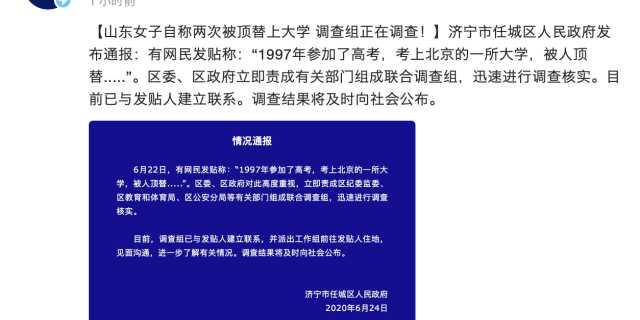 1小时前
【山东女子自称两次被顶替上大学 调查组正在调查！】济宁市任城区人民政府发
布通报：有网民发贴称：“1997年参加了高考，考上北京的一所大学，被人顶
替.....”。区委、区政府立即责成有关部门组成联合调查组，迅速进行调查核实。目
前已与发贴人建立联系。调查结果将及时向社会公布。
情况通报
6月22日，有网民发贴称：“1997年参加了高考，考上北京的一所大
学，被人顶替.....”。区委、区政府对此高度重视，立即责成区纪委监委、
区教育和体育局、区公安分局等有关部门组成联合调查组，迅速进行调查
核实。
目前，调查组已与发贴人建立联系，并派出工作组前往发贴人住地，
见面沟通，进一步了解有关情况。调查结果将及时向社会公布。
济宁市任城区人民政府
2020年6月24日